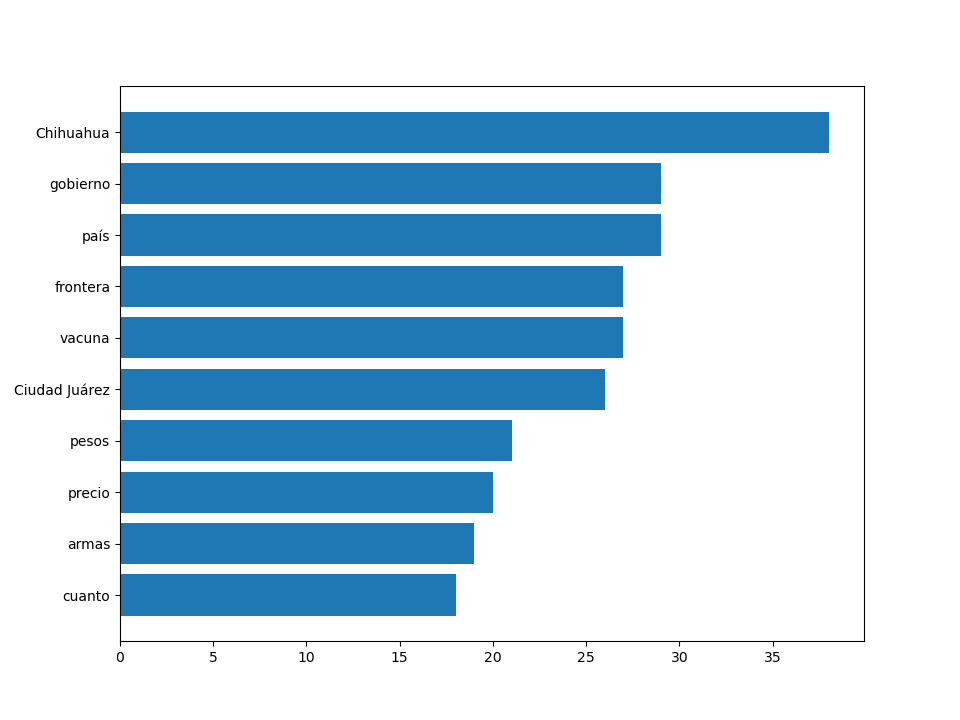 Chihuahua
gobierno
país
frontera
vacuna
Ciudad Juárez
pesos
precio
armas
cuanto
0 5 10 15 20 25 30 35